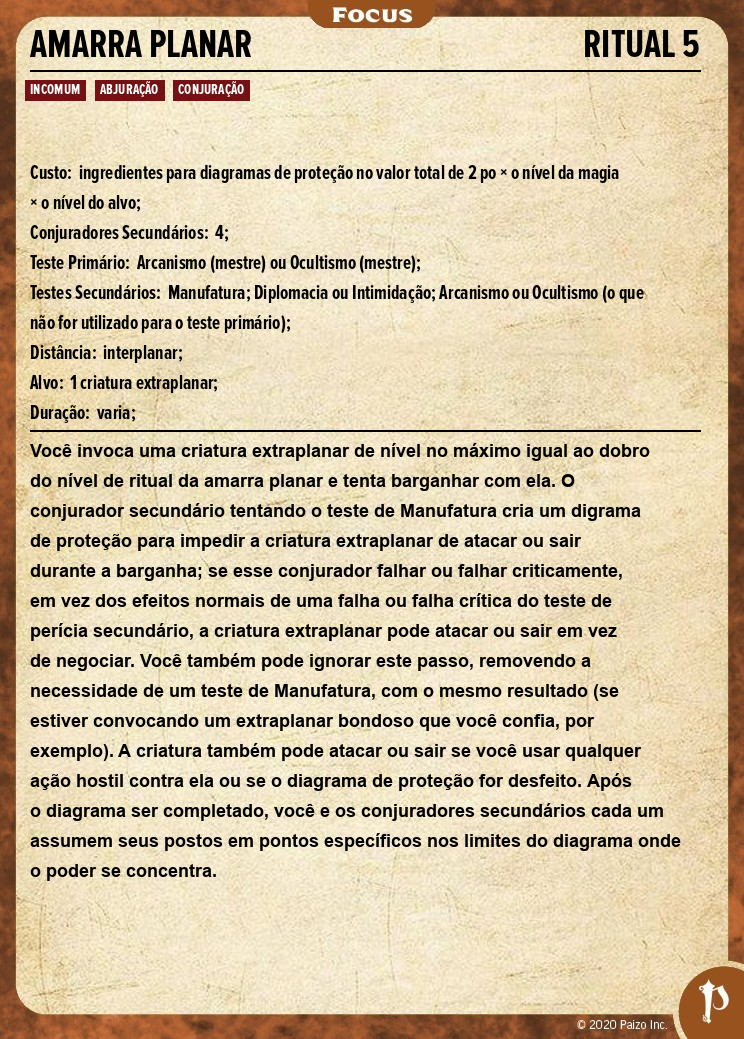 Focus
AMARRA PLANAR RITUAL 5
INCOMUM ABJURAÇÃO CONJURAÇÃO
Custo: ingredientes para diagramas de proteção no valor total de 2 po × o nível da magia
× o nível do alvo;
Conjuradores Secundários: 4;
Teste Primário: Arcanismo (mestre) ou Ocultismo (mestre);
Testes Secundários: Manufatura; Diplomacia ou Intimidação; Arcanismo ou Ocultismo (o que
não for utilizado para o teste primário);
Distância: interplanar;
Alvo: 1 criatura extraplanar;
Duração: varia;
Você invoca uma criatura extraplanar de nível no máximo igual ao dobro
do nível de ritual da amarra planar e tenta barganhar com ela. O
conjurador secundário tentando o teste de Manufatura cria um digrama
de proteção para impedir a criatura extraplanar de atacar ou sair
durante a barganha; se esse conjurador falhar ou falhar criticamente,
em vez dos efeitos normais de uma falha ou falha crítica do teste de
perícia secundário, a criatura extraplanar pode atacar ou sair em vez
de negociar. Você também pode ignorar este passo, removendo a
necessidade de um teste de Manufatura, com o mesmo resultado (se
estiver convocando um extraplanar bondoso que você confia, por
exemplo). A criatura também pode atacar ou sair se você usar qualquer
ação hostil contra ela ou se o diagrama de proteção for desfeito. Após
o diagrama ser completado, você e os conjuradores secundários cada um
assumem seus postos em pontos específicos nos limites do diagrama onde
o poder se concentra.
© 2020 Paizo Inc.